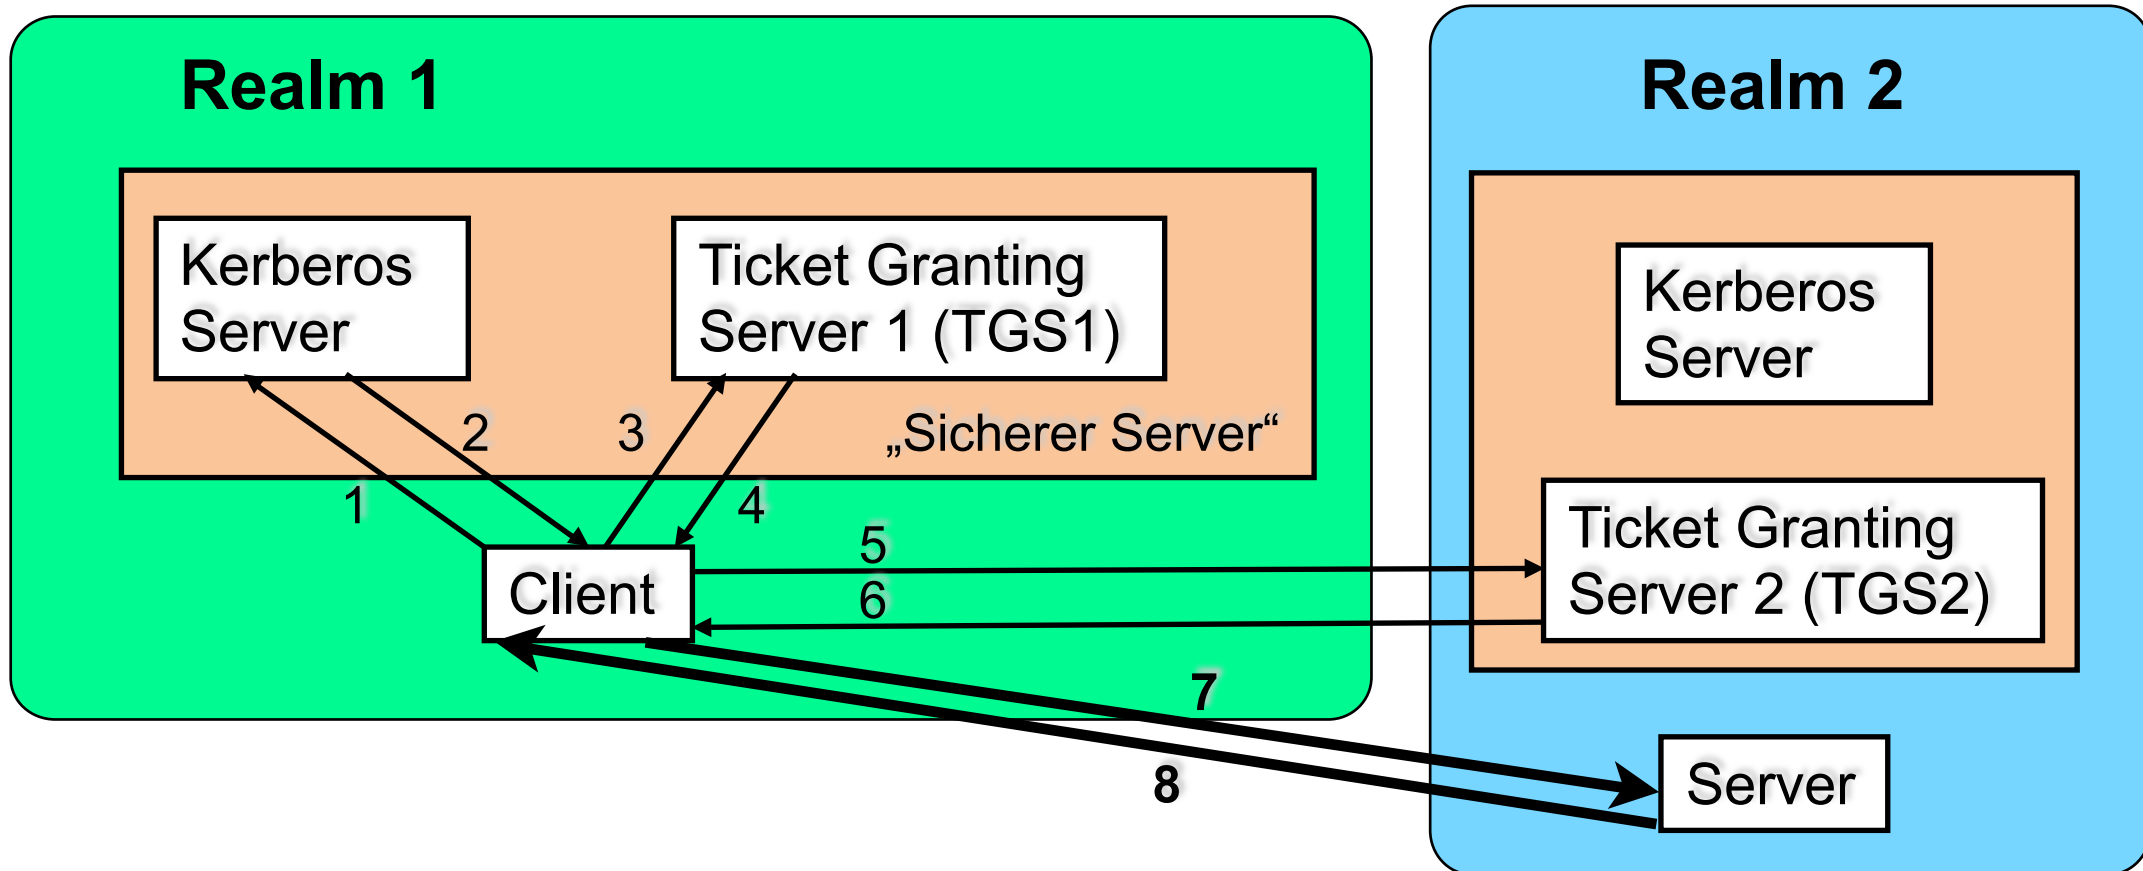 Realm 1
Kerberos
Server
Ticket Granting
Server 1 (TGS1)
2
3
„Sicherer Server“
1
4
Client
5
6
7
8
Realm 2
Kerberos
Server
Ticket Granting
Server 2 (TGS2)
Server